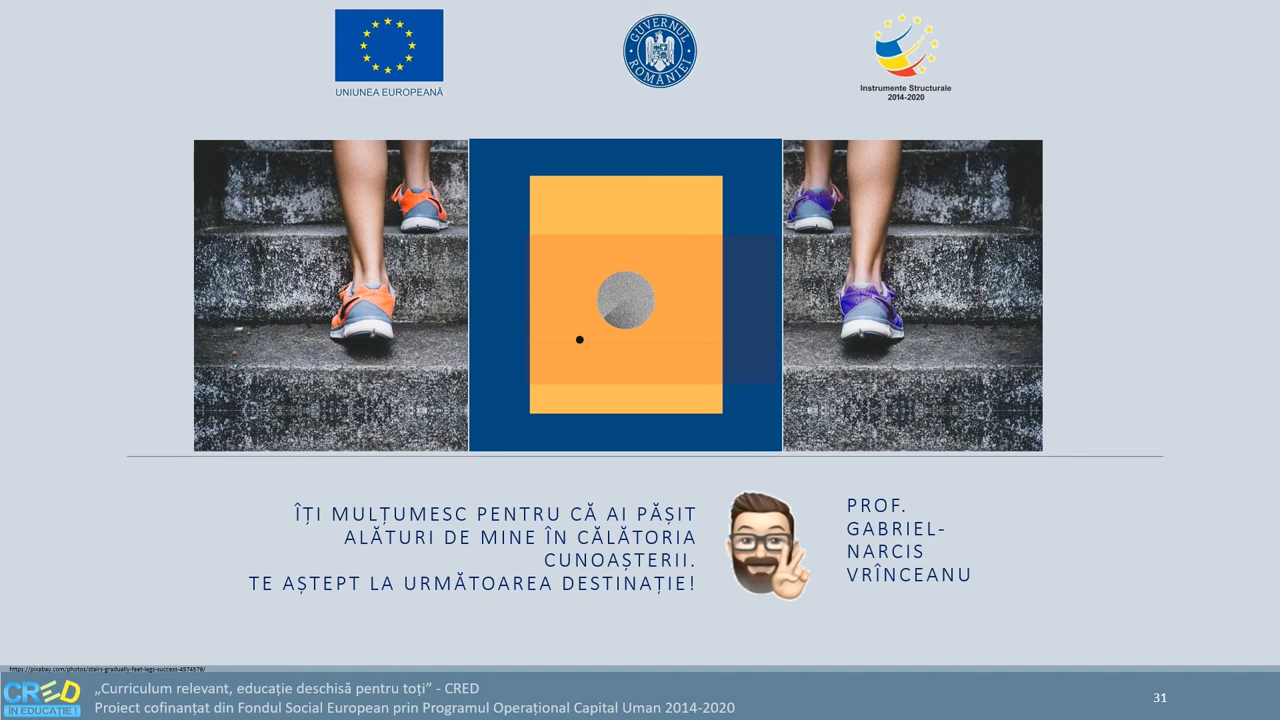 UNIUNEA EUROPEANĂ
GUVERNUL ROMÂNIEI
Instrumente Structurale
2014-2020
ÎȚI MULȚUMESC PENTRU CĂ AI PĂȘIT
ALĂTURI DE MINE ÎN CĂLĂTORIA
CUNOAȘTERII.
TE AȘTEPT LA URMĂTOAREA DESTINAȚIE!
PROF.
GABRIEL-
NARCIS
VRÎNCEANU
https://pixabay.com/photos/stairs-gradually-feet-legs-success-4574579/
CRED
ÎN EDUCAȚIE !
„Curriculum relevant, educație deschisă pentru toți” - CRED
Proiect cofinanțat din Fondul Social European prin Programul Operațional Capital Uman 2014-2020
31